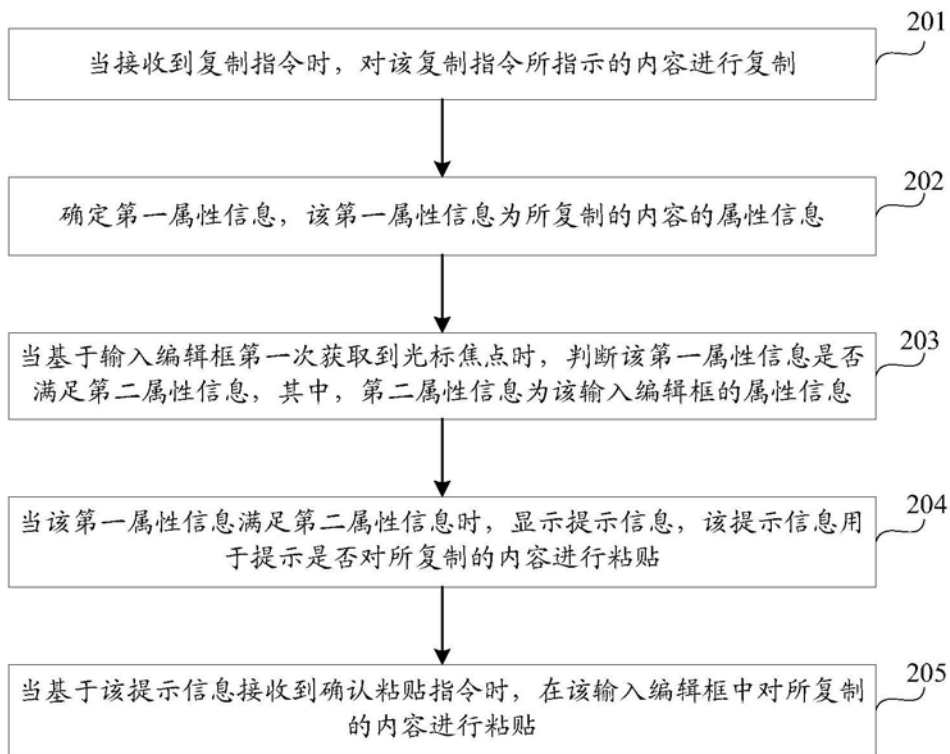 201
当接收到复制指令时，对该复制指令所指示的内容进行复制
202
确定第一属性信息，该第一属性信息为所复制的内容的属性信息
203
当基于输入编辑框第一次获取到光标焦点时，判断该第一属性信息是否
满足第二属性信息，其中，第二属性信息为该输入编辑框的属性信息
204
当该第一属性信息满足第二属性信息时，显示提示信息，该提示信息用
于提示是否对所复制的内容进行粘贴
205
当基于该提示信息接收到确认粘贴指令时，在该输入编辑框中对所复制
的内容进行粘贴